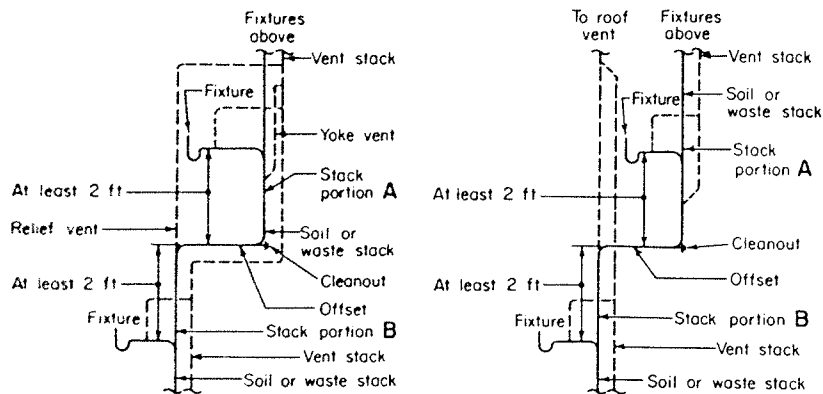 Fixtures
above
Vent stack
Fixture
Yoke vent
At least 2 ft
Stack
portion A
Relief vent
Soil or
waste stack
At least 2 ft
Cleanout
Offset
Fixture
Stack portion B
Vent stack
Soil or waste stack
To roof
vent
Fixtures
above
Vent stack
Fixture
Soil or
waste stack
Stack
portion A
At least 2 ft
Cleanout
Offset
At least 2 ft
Fixture
Stack portion B
Vent stack
Soil or waste stack